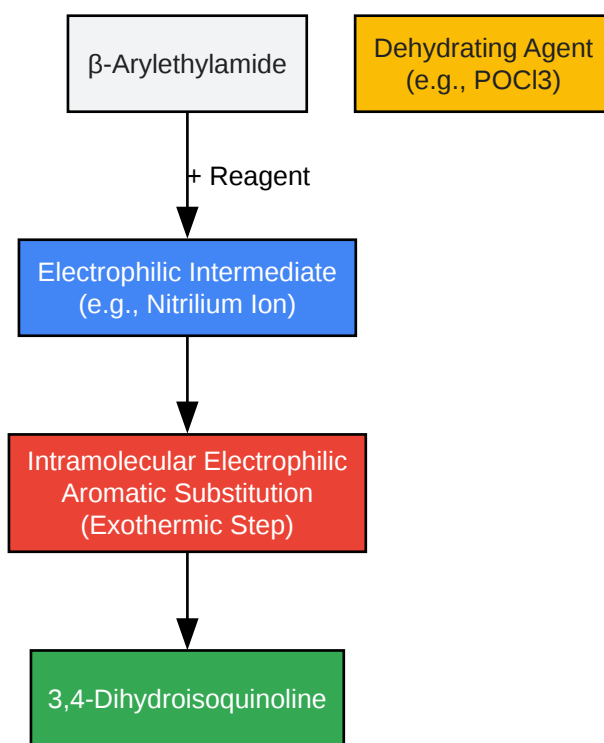 β-Arylethylamide
Dehydrating Agent
(e.g., POCl3)
+ Reagent
Electrophilic Intermediate
(e.g., Nitrilium Ion)
Intramolecular Electrophilic
Aromatic Substitution
(Exothermic Step)
3,4-Dihydroisoquinoline